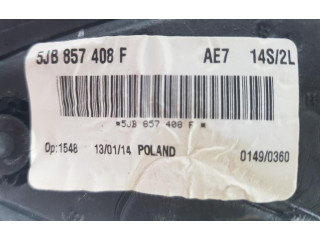 5JB 857 408 F AE7 14S/2L
*5JB 857 408 F *
Op:1548 13/01/14 POLAND 0149/0360